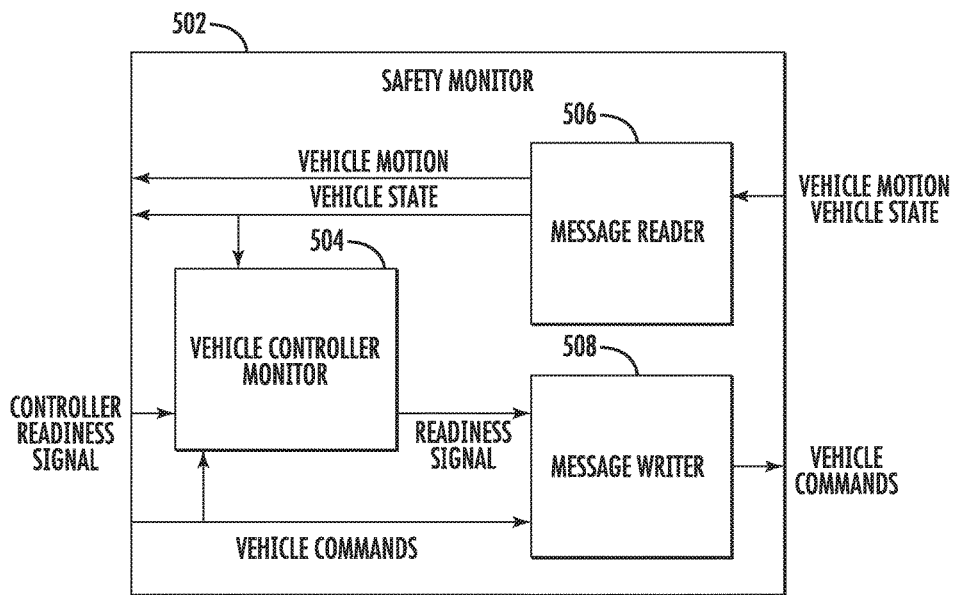 502
SAFETY MONITOR
506
VEHICLE MOTION
VEHICLE STATE
MESSAGE READER
VEHICLE MOTION
VEHICLE STATE
504
VEHICLE CONTROLLER
MONITOR
508
CONTROLLER
READINESS
SIGNAL
READINESS
SIGNAL
MESSAGE WRITER
VEHICLE
COMMANDS
VEHICLE COMMANDS